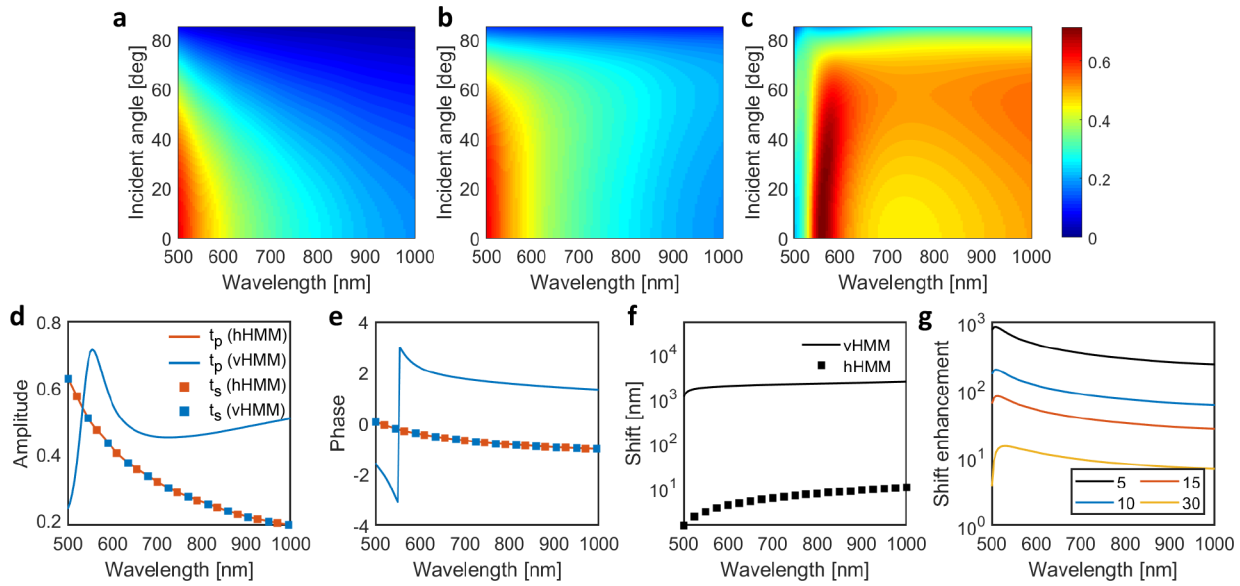 a
b
c
80
60
40
20
0
Incident angle [deg]
500 600 700 800 900 1000
Wavelength [nm]
80
60
40
20
0
Incident angle [deg]
500 600 700 800 900 1000
Wavelength [nm]
80
60
40
20
0
Incident angle [deg]
500 600 700 800 900 1000
Wavelength [nm]
0.6
0.4
0.2
0
d
0.8
0.6
0.4
0.2
Amplitude
t_p (hHMM)
t_p (vHMM)
t_s (hHMM)
t_s (vHMM)
500 600 700 800 900 1000
Wavelength [nm]
e
4
2
0
-2
-4
Phase
500 600 700 800 900 1000
Wavelength [nm]
f
10^4
10^3
10^2
10^1
Shift [nm]
vHMM
hHMM
500 600 700 800 900 1000
Wavelength [nm]
g
10^3
10^2
10^1
10^0
Shift enhancement
5 15
10 30
500 600 700 800 900 1000
Wavelength [nm]